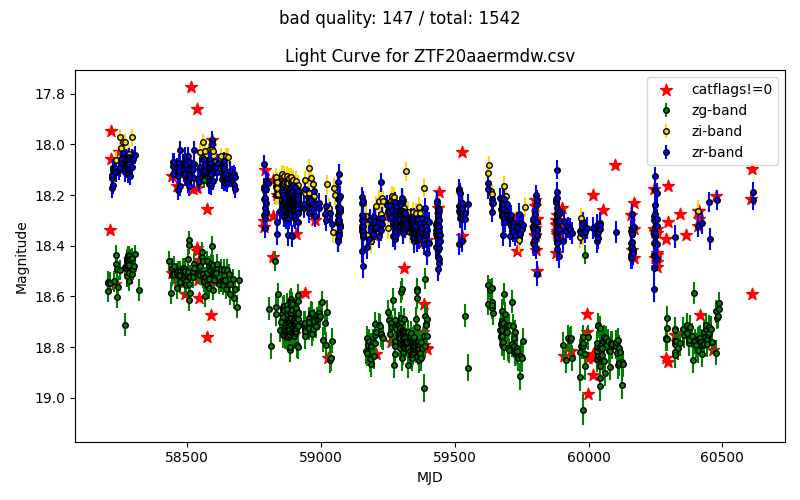 bad quality: 147 / total: 1542
Light Curve for ZTF20aaermdw.csv
catflags!=0
zg-band
zi-band
zr-band
Magnitude
17.8
18.0
18.2
18.4
18.6
18.8
19.0
58500
59000
59500
60000
60500
MJD